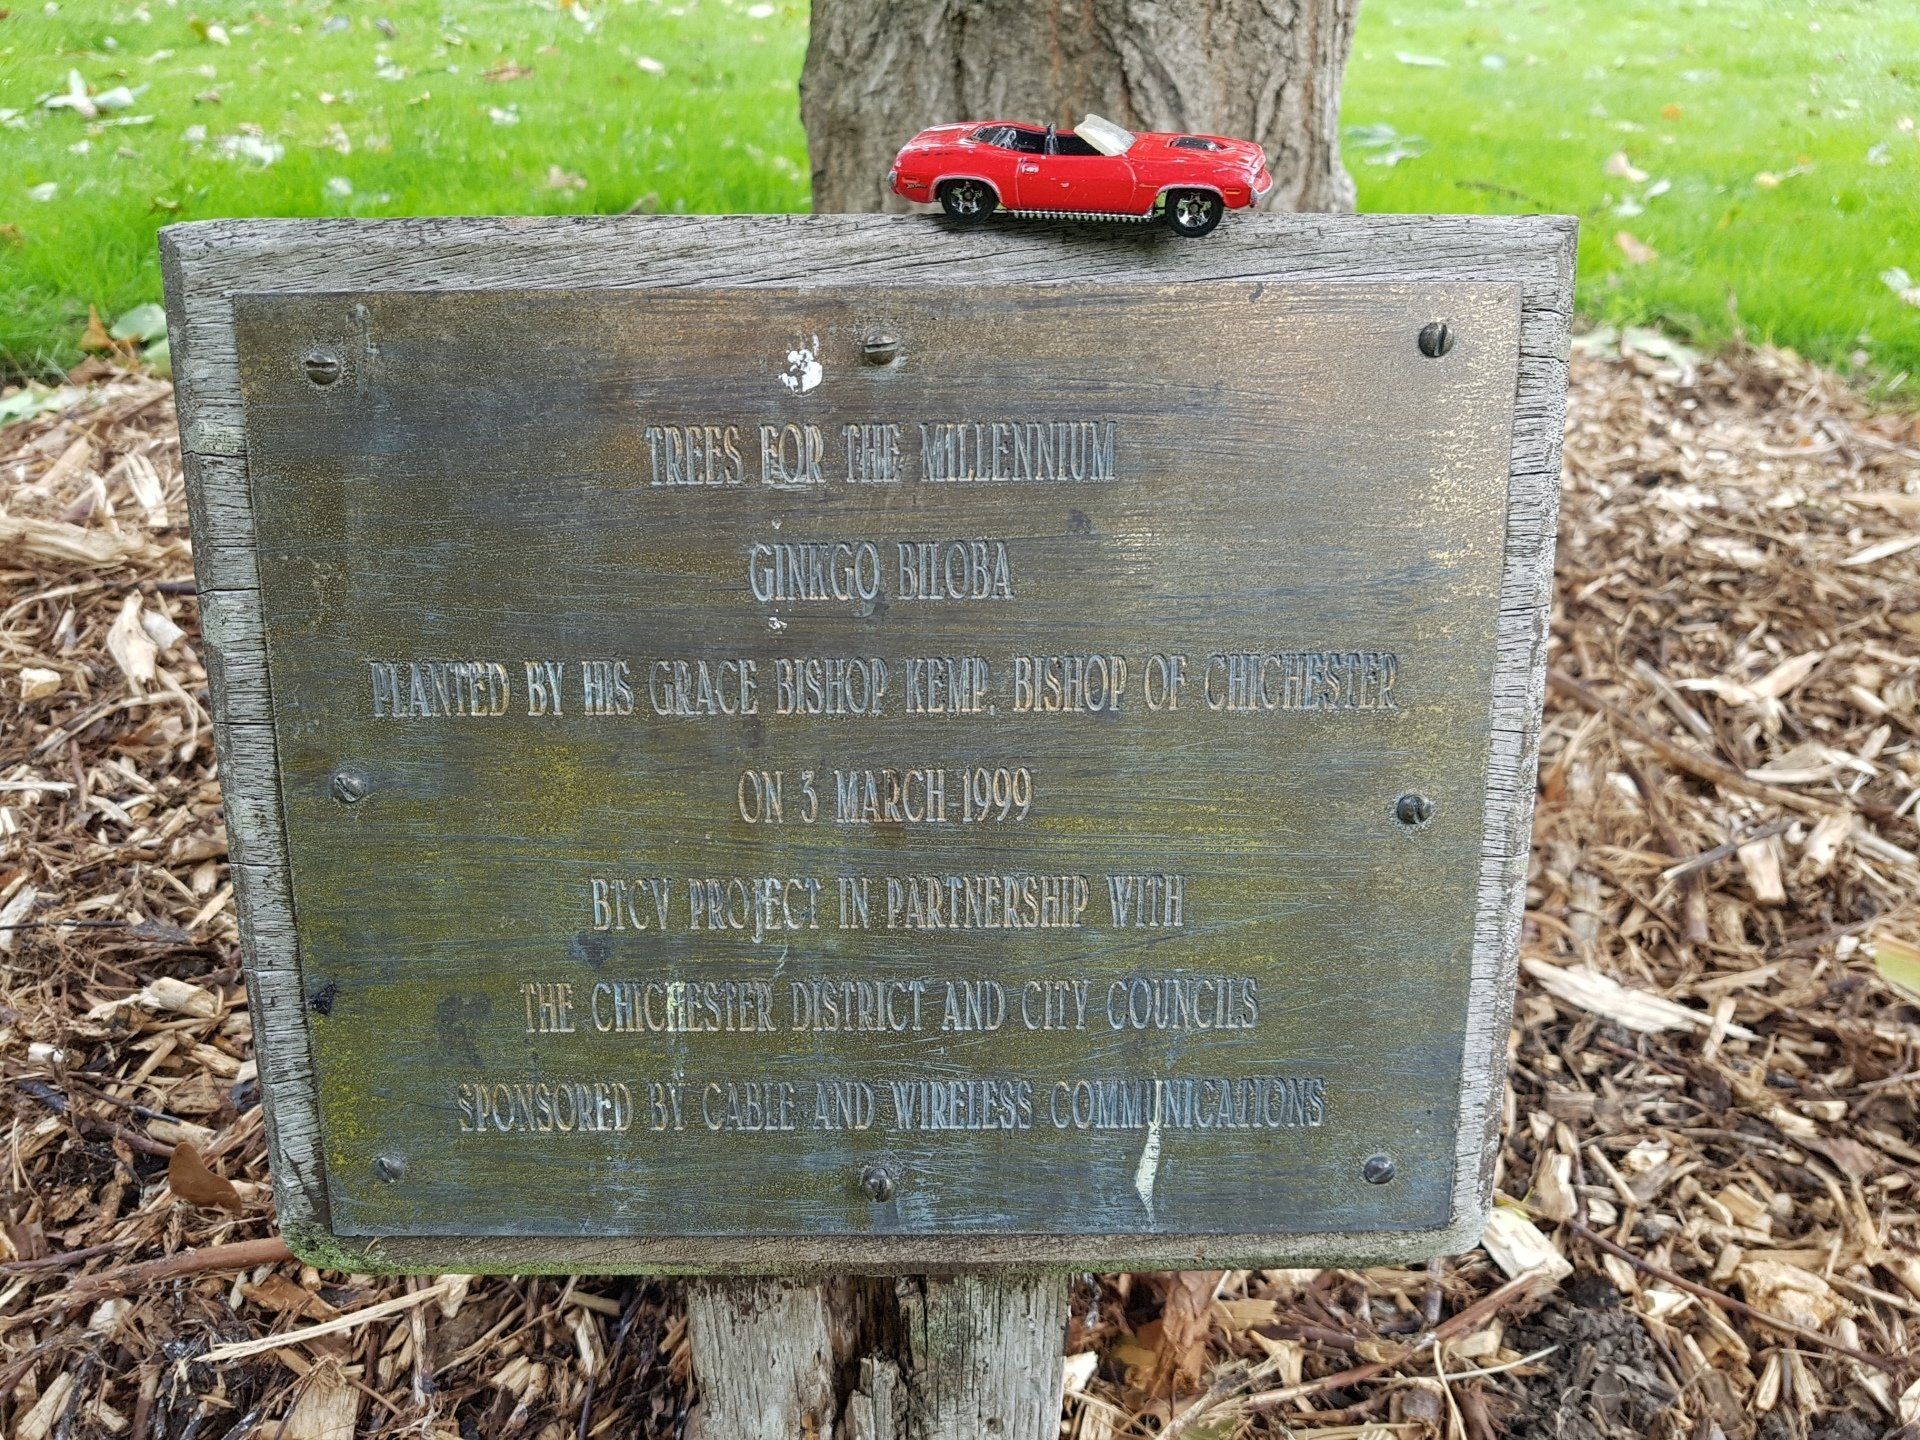 TREES FOR THE MILLENNIUM
GINKGO BILOBA
PLANTED BY HIS GRACE BISHOP KEMP, BISHOP OF CHICHESTER
ON 3 MARCH 1999
BTCV PROJECT IN PARTNERSHIP WITH
THE CHICHESTER DISTRICT AND CITY COUNCILS
SPONSORED BY CABLE AND WIRELESS COMMUNICATIONS